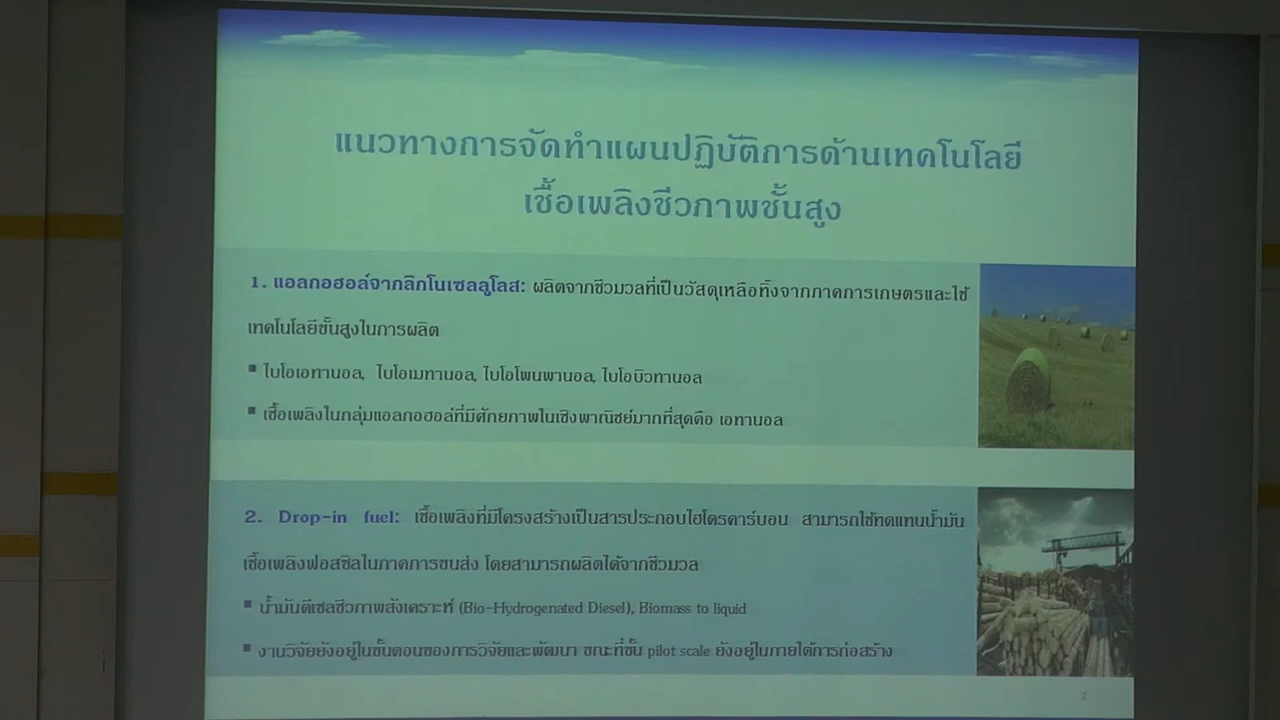 แนวทางการจัดทำแผนปฏิบัติการด้านเทคโนโลยี
เชื้อเพลิงชีวภาพชั้นสูง
1. แอลกอฮอล์จากลิกโนเซลลูโลส: ผลิตจากชีวมวลที่เป็นวัสดุเหลือทิ้งจากภาคการเกษตรและใช้
เทคโนโลยีขั้นสูงในการผลิต
▪ ไบโอเอทานอล, ไบโอเมทานอล, ไบโอโพนพานอล, ไบโอบิวทานอล
▪ เชื้อเพลิงในกลุ่มแอลกอฮอล์ที่มีศักยภาพในเชิงพาณิชย์มากที่สุดคือ เอทานอล
2. Drop-in fuel: เชื้อเพลิงที่มีโครงสร้างเป็นสารประกอบไฮโดรคาร์บอน สามารถใช้ทดแทนน้ำมัน
เชื้อเพลิงฟอสซิลในภาคการขนส่ง โดยสามารถผลิตได้จากชีวมวล
▪ น้ำมันดีเซลชีวภาพสังเคราะห์ (Bio-Hydrogenated Diesel), Biomass to liquid
▪ งานวิจัยยังอยู่ในขั้นตอนของการวิจัยและพัฒนา ขณะที่ขั้น pilot scale ยังอยู่ในภายใต้การก่อสร้าง
2